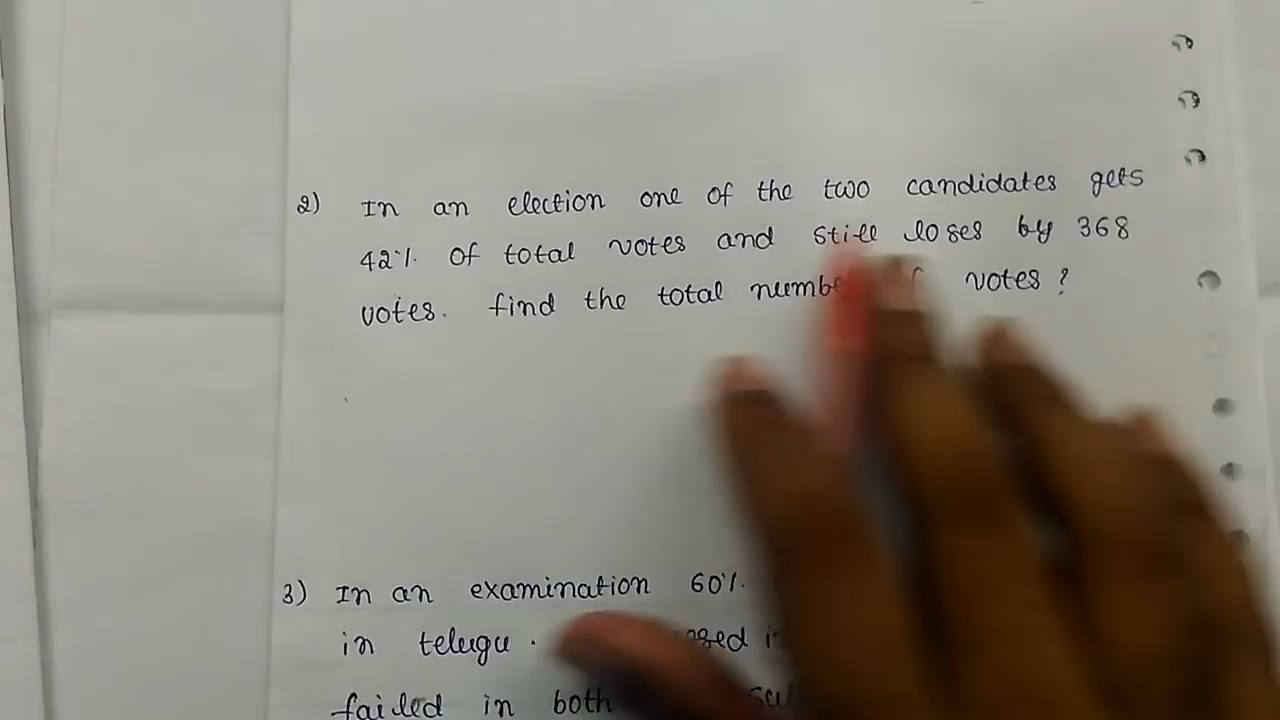 2) In an election one of the two candidates gets
42% of total votes and still loses by 368
votes. find the total votes?
3) In an examination 60%
in telugu.
failed in both